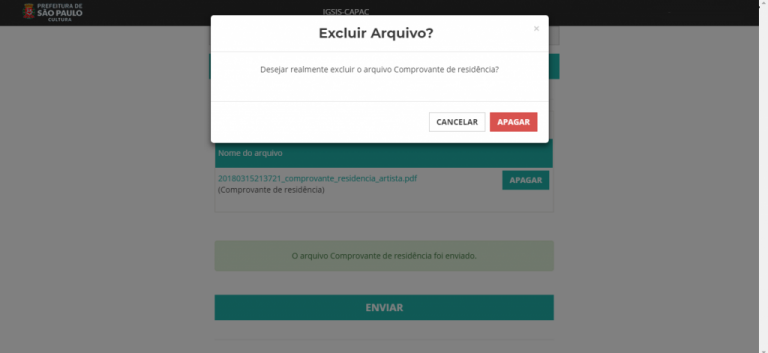 PREFEITURA DE
SÃO PAULO
CULTURA
IGSIS-CAPAC
Excluir Arquivo?
×
Desejar realmente excluir o arquivo Comprovante de residência?
CANCELAR
APAGAR
Nome do arquivo
20180315213721_comprovante_residencia_artista.pdf
APAGAR
(Comprovante de residência)
O arquivo Comprovante de residência foi enviado.
ENVIAR